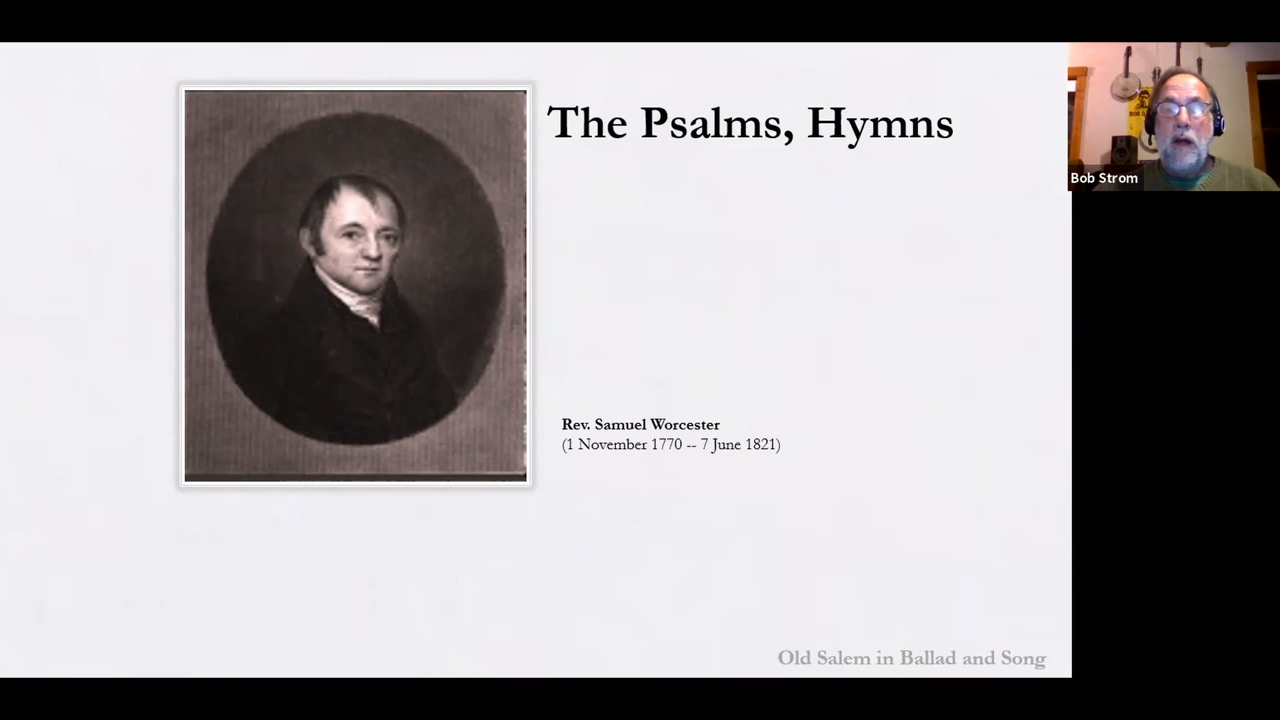 The Psalms, Hymns
Bob Strom
Rev. Samuel Worcester
(1 November 1770 -- 7 June 1821)
Old Salem in Ballad and Song